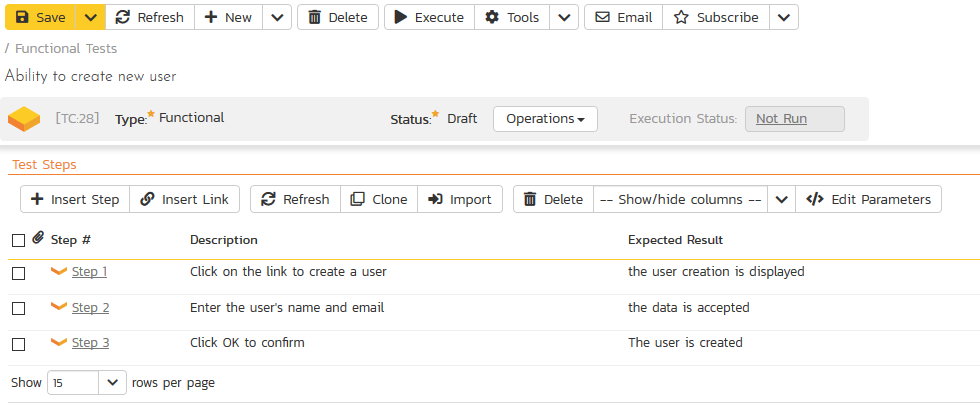 Save Refresh New Delete Execute Tools Email Subscribe
/ Functional Tests
Ability to create new user
[TC:28] Type:* Functional Status:* Draft Operations Execution Status: Not Run
Test Steps
Insert Step Insert Link Refresh Clone Import Delete -- Show/hide columns -- Edit Parameters
Step # Description Expected Result
Step 1 Click on the link to create a user the user creation is displayed
Step 2 Enter the user's name and email the data is accepted
Step 3 Click OK to confirm The user is created
Show 15 rows per page